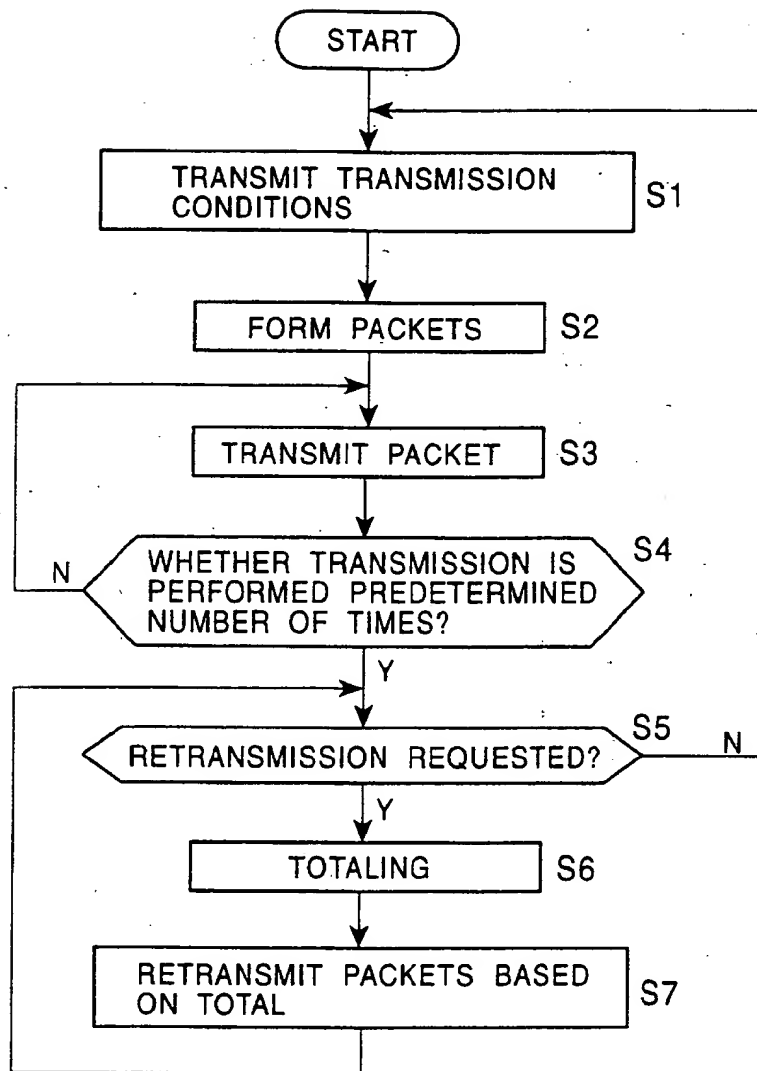 START
TRANSMIT TRANSMISSION
CONDITIONS
S1
FORM PACKETS
S2
TRANSMIT PACKET
S3
WHETHER TRANSMISSION IS
PERFORMED PREDETERMINED
NUMBER OF TIMES?
S4
N
Y
RETRANSMISSION REQUESTED?
S5
N
Y
TOTALING
S6
RETRANSMIT PACKETS BASED
ON TOTAL
S7